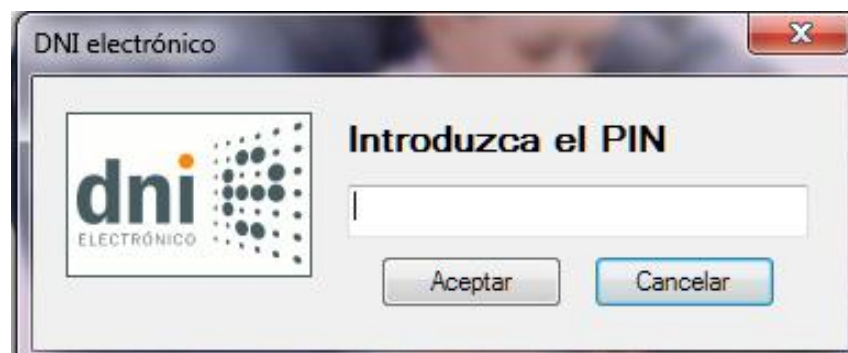 DNI electrónico
Introduzca el PIN
dni
ELECTRÓNICO
Aceptar
Cancelar